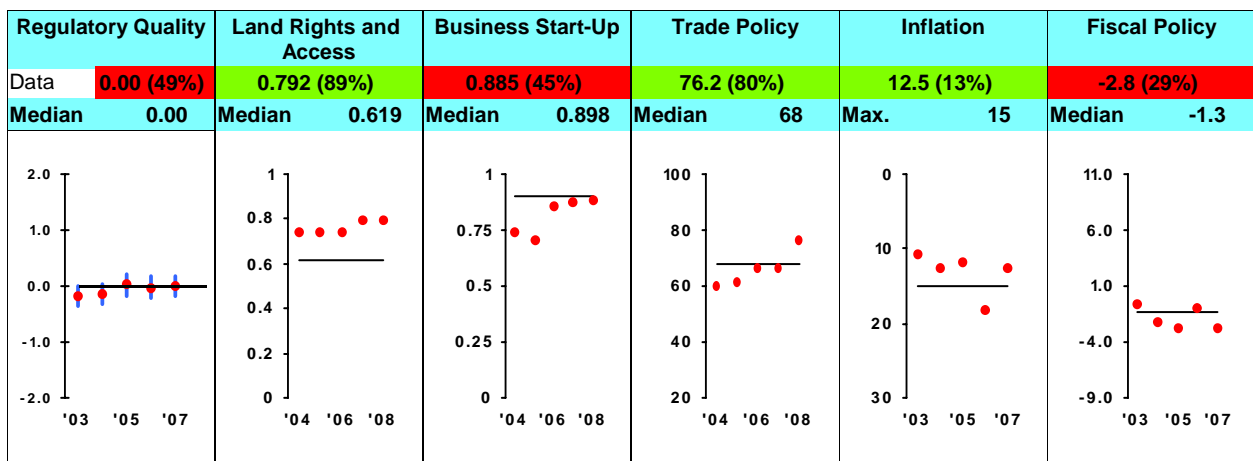 Regulatory Quality
Data 0.00 (49%)
Median 0.00
2.0
1.0
0.0
-1.0
-2.0
'03 '05 '07
Land Rights and
Access
0.792 (89%)
Median 0.619
1
0.8
0.6
0.4
0.2
0
'04 '06 '08
Business Start-Up
0.885 (45%)
Median 0.898
1
0.75
0.5
0.25
0
'04 '06 '08
Trade Policy
76.2 (80%)
Median 68
100
80
60
40
20
'04 '06 '08
Inflation
12.5 (13%)
Max. 15
0
10
20
30
'03 '05 '07
Fiscal Policy
-2.8 (29%)
Median -1.3
11.0
6.0
1.0
-4.0
-9.0
'03 '05 '07